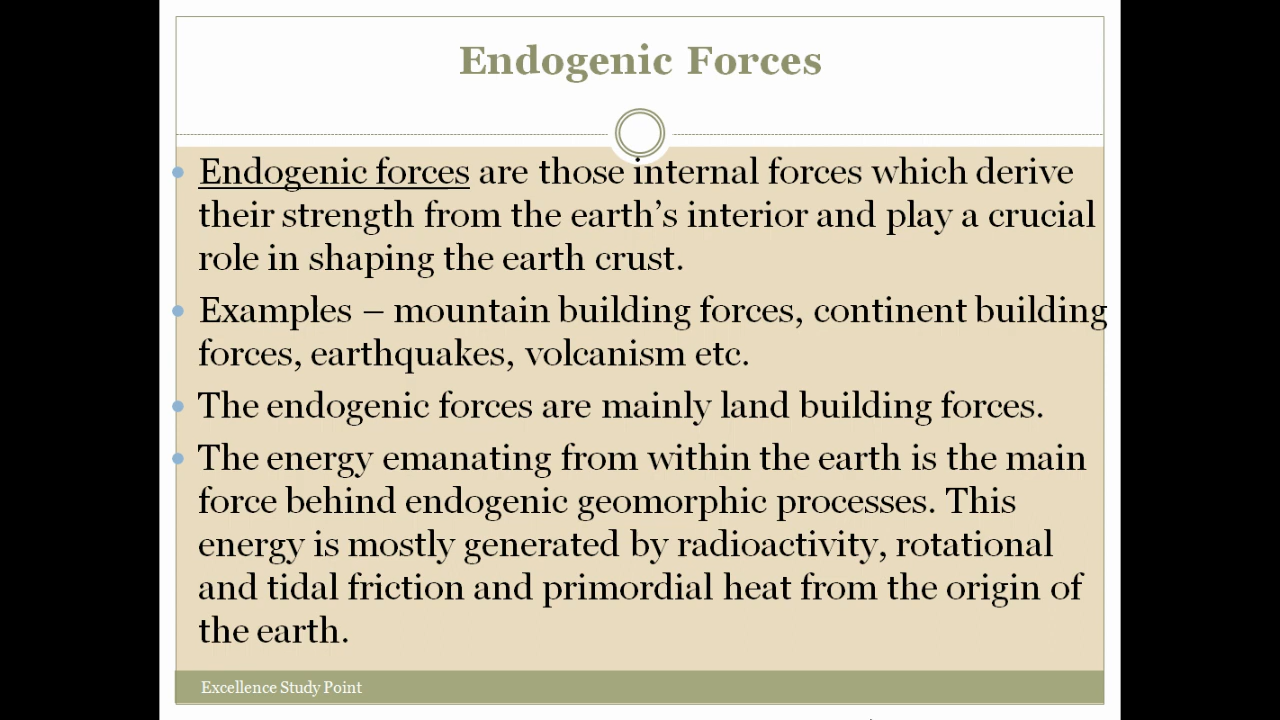 Endogenic Forces
Endogenic forces are those internal forces which derive
their strength from the earth’s interior and play a crucial
role in shaping the earth crust.
Examples – mountain building forces, continent building
forces, earthquakes, volcanism etc.
The endogenic forces are mainly land building forces.
The energy emanating from within the earth is the main
force behind endogenic geomorphic processes. This
energy is mostly generated by radioactivity, rotational
and tidal friction and primordial heat from the origin of
the earth.
Excellence Study Point